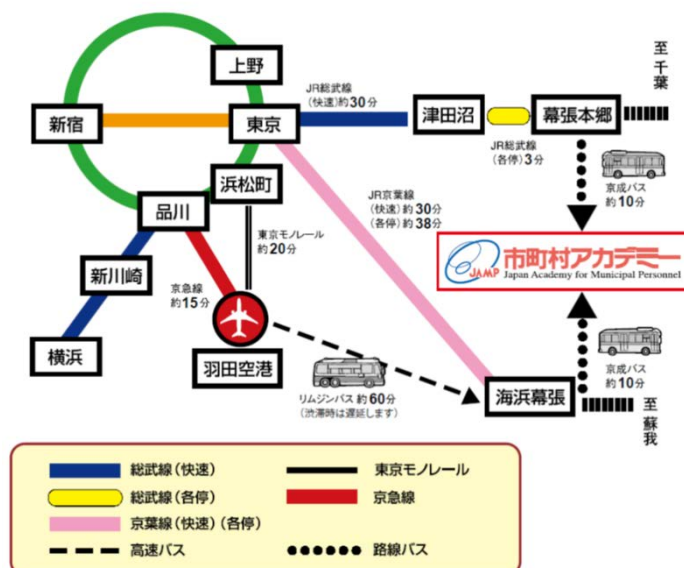 上野
新宿
東京
JR総武線
(快速)約30分
津田沼
幕張本郷
至千葉
JR総武線
(各停)3分
浜松町
品川
JR京葉線
(快速)約30分
(各停)約38分
京成バス
約10分
東京モノレール
約20分
JAMP
市町村アカデミー
Japan Academy for Municipal Personnel
新川崎
京急線
約15分
横浜
羽田空港
リムジンバス 約60分
(渋滞時は遅延します)
海浜幕張
京成バス
約10分
至蘇我
総武線(快速)
東京モノレール
総武線(各停)
京急線
京葉線(快速)(各停)
高速バス
路線バス